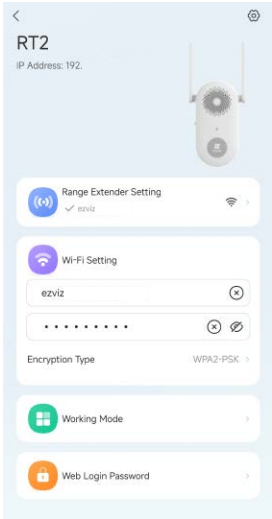 RT2
IP Address: 192.
Range Extender Setting
ezviz
Wi-Fi Setting
ezviz
Encryption Type WPA2-PSK
Working Mode
Web Login Password